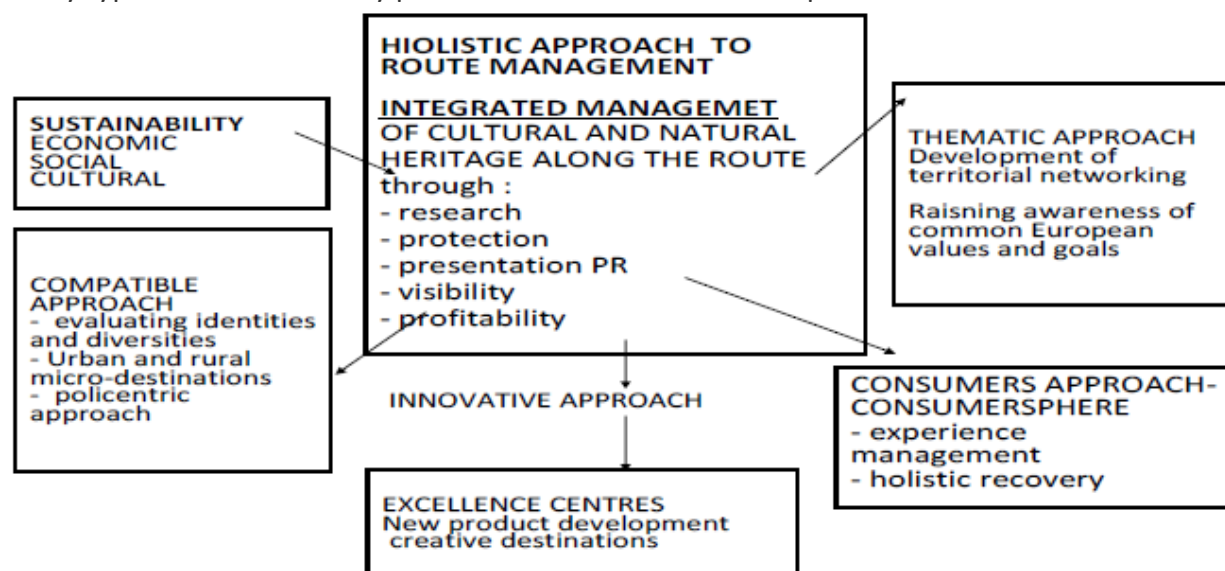 HIOLISTIC APPROACH TO
ROUTE MANAGEMENT
INTEGRATED MANAGEMET
OF CULTURAL AND NATURAL
HERITAGE ALONG THE ROUTE
through :
- research
- protection
- presentation PR
- visibility
- profitability
SUSTAINABILITY
ECONOMIC
SOCIAL
CULTURAL
THEMATIC APPROACH
Development of
territorial networking
Raisning awareness of
common European
values and goals
COMPATIBLE
APPROACH
- evaluating identities
and diversities
- Urban and rural
micro-destinations
- policentric
approach
INNOVATIVE APPROACH
CONSUMERS APPROACH-
CONSUMERSPHERE
- experience
management
- holistic recovery
EXCELLENCE CENTRES
New product development
creative destinations